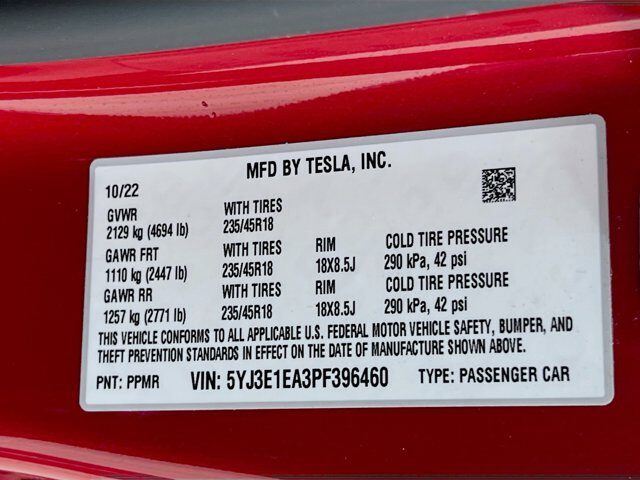 MFD BY TESLA, INC.
10/22
GVWR WITH TIRES
2129 kg (4694 lb) 235/45R18
GAWR FRT WITH TIRES RIM COLD TIRE PRESSURE
1110 kg (2447 lb) 235/45R18 18X8.5J 290 kPa, 42 psi
GAWR RR WITH TIRES RIM COLD TIRE PRESSURE
1257 kg (2771 lb) 235/45R18 18X8.5J 290 kPa, 42 psi
THIS VEHICLE CONFORMS TO ALL APPLICABLE U.S. FEDERAL MOTOR VEHICLE SAFETY, BUMPER, AND
THEFT PREVENTION STANDARDS IN EFFECT ON THE DATE OF MANUFACTURE SHOWN ABOVE.
PNT: PPMR VIN: 5YJ3E1EA3PF396460 TYPE: PASSENGER CAR